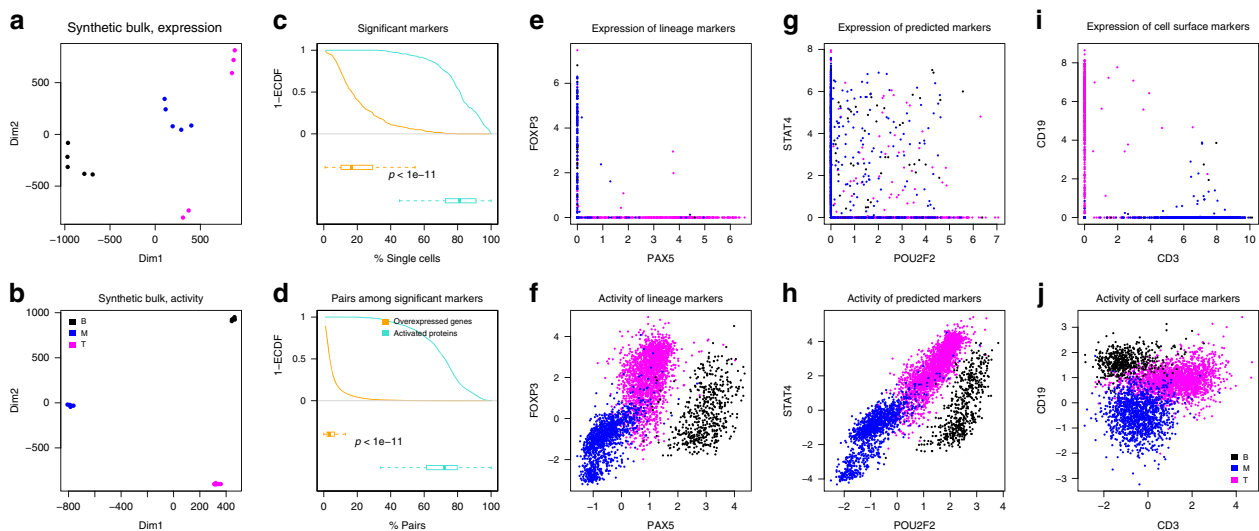 a
Synthetic bulk, expression
500
0
−500
Dim2
−1000
−500
0
500
Dim1
c
Significant markers
1
0.5
0
1-ECDF
p < 1e−11
0
20
40
60
80
100
% Single cells
e
Expression of lineage markers
6
4
2
0
FOXP3
0
1
2
3
4
5
6
PAX5
g
Expression of predicted markers
8
6
4
2
0
STAT4
0
1
2
3
4
5
6
7
POU2F2
i
Expression of cell surface markers
8
6
4
2
0
CD19
0
2
4
6
8
10
CD3
b
Synthetic bulk, activity
B
M
T
1000
500
0
−500
Dim2
−800
−400
0
200
400
Dim1
d
Pairs among significant markers
Overexpressed genes
Activated proteins
1
0.5
0
1-ECDF
p < 1e−11
0
20
40
60
80
100
% Pairs
f
Activity of lineage markers
4
2
0
−2
FOXP3
−1
0
1
2
3
4
PAX5
h
Activity of predicted markers
4
2
0
−2
−4
STAT4
−2
−1
0
1
2
3
4
POU2F2
j
Activity of cell surface markers
3
2
1
0
−1
−2
−3
CD19
B
M
T
−2
0
2
4
CD3